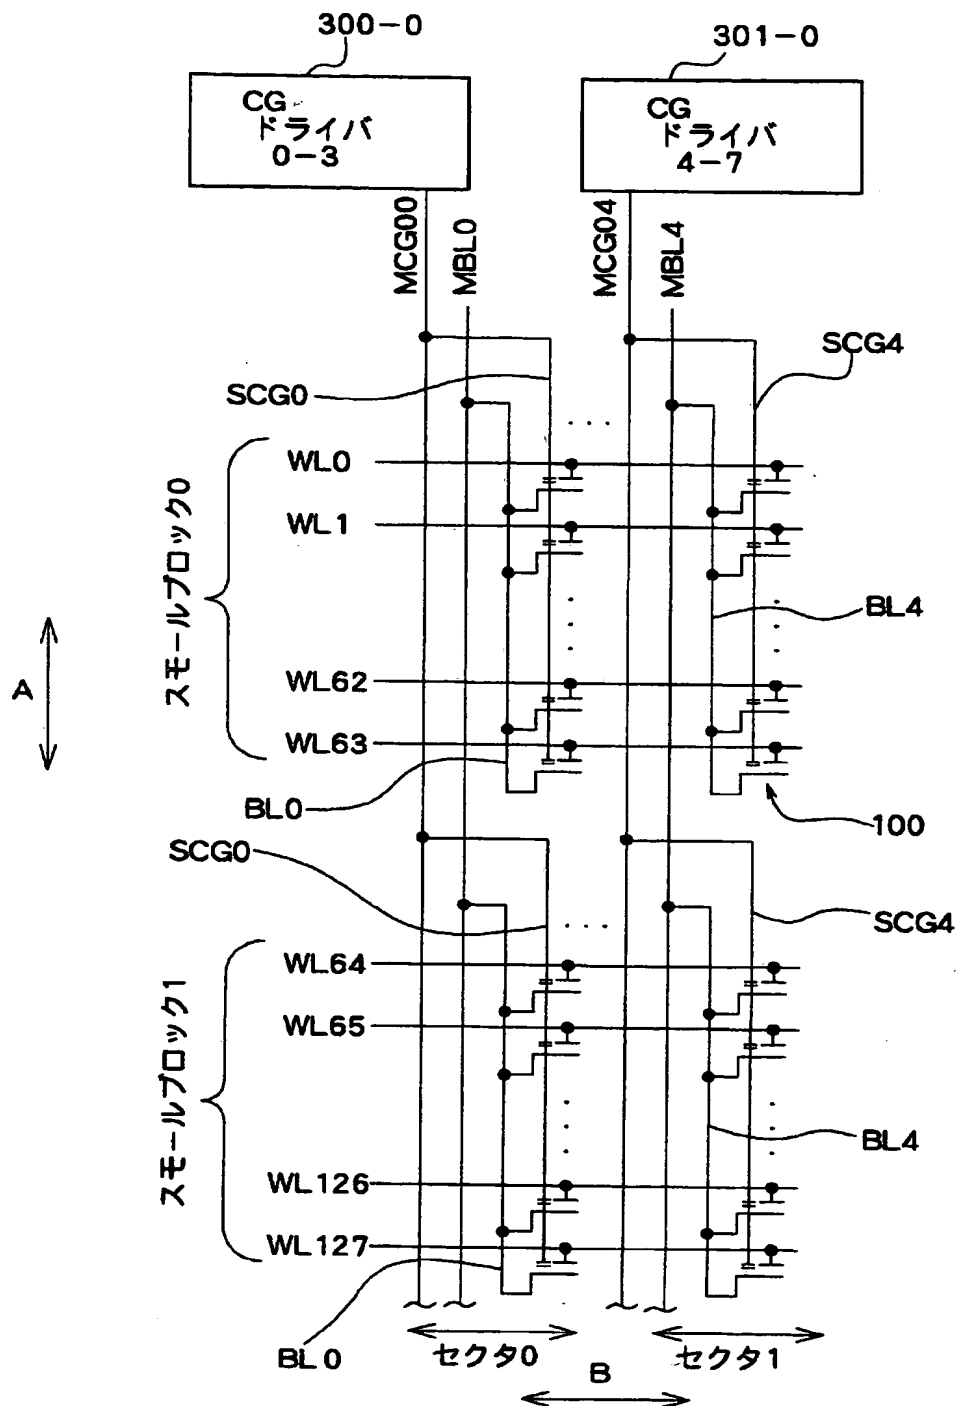 300-0
301-0
CG
ドライバ
0-3
CG
ドライバ
4-7
MCG00
MBL0
MCG04
MBL4
SCG4
SCG0
WL0
WL1
スモールブロック0
BL4
A
WL62
WL63
BL0
100
SCG0
SCG4
WL64
WL65
スモールブロック1
BL4
WL126
WL127
BL0
セクタ0
セクタ1
B